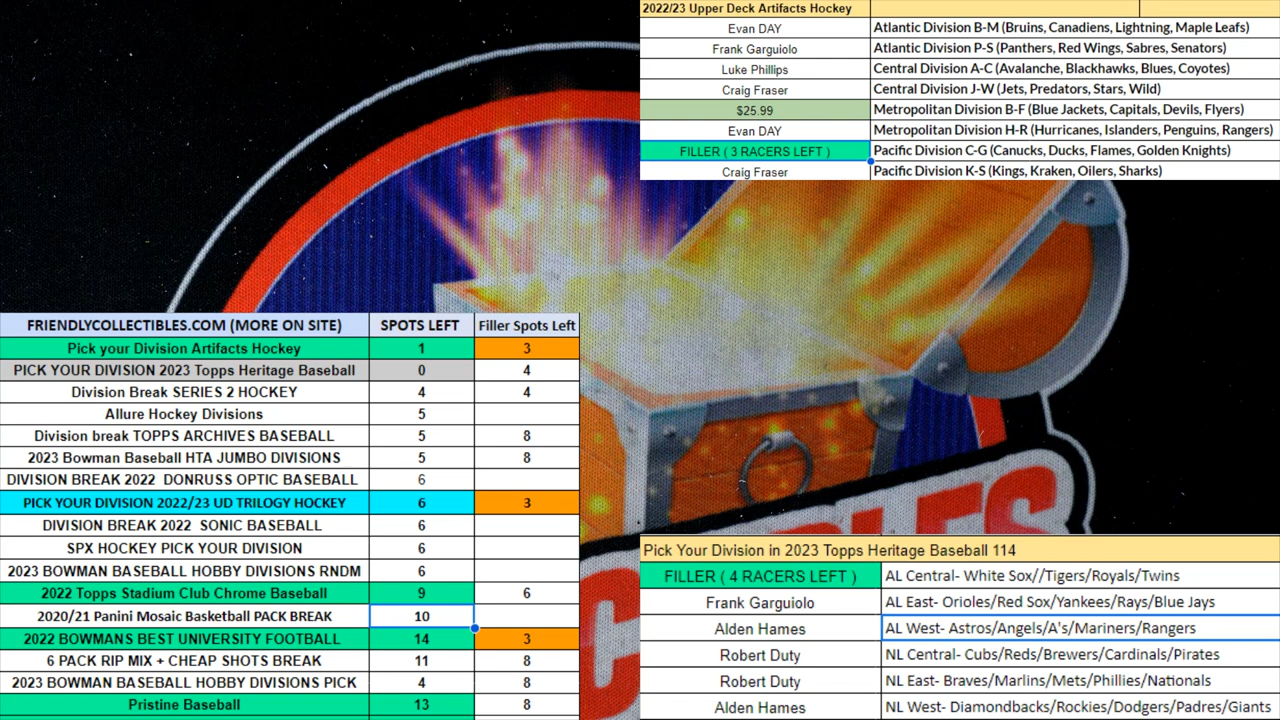 2022/23 Upper Deck Artifacts Hockey
Evan DAY Atlantic Division B-M (Bruins, Canadiens, Lightning, Maple Leafs)
Frank Garguiolo Atlantic Division P-S (Panthers, Red Wings, Sabres, Senators)
Luke Phillips Central Division A-C (Avalanche, Blackhawks, Blues, Coyotes)
Craig Fraser Central Division J-W (Jets, Predators, Stars, Wild)
$25.99 Metropolitan Division B-F (Blue Jackets, Capitals, Devils, Flyers)
Evan DAY Metropolitan Division H-R (Hurricanes, Islanders, Penguins, Rangers)
FILLER ( 3 RACERS LEFT ) Pacific Division C-G (Canucks, Ducks, Flames, Golden Knights)
Craig Fraser Pacific Division K-S (Kings, Kraken, Oilers, Sharks)
FRIENDLYCOLLECTIBLES.COM (MORE ON SITE) SPOTS LEFT Filler Spots Left
Pick your Division Artifacts Hockey 1 3
PICK YOUR DIVISION 2023 Topps Heritage Baseball 0 4
Division Break SERIES 2 HOCKEY 4 4
Allure Hockey Divisions 5
Division break TOPPS ARCHIVES BASEBALL 5 8
2023 Bowman Baseball HTA JUMBO DIVISIONS 5 8
DIVISION BREAK 2022 DONRUSS OPTIC BASEBALL 6
PICK YOUR DIVISION 2022/23 UD TRILOGY HOCKEY 6 3
DIVISION BREAK 2022 SONIC BASEBALL 6
SPX HOCKEY PICK YOUR DIVISION 6
2023 BOWMAN BASEBALL HOBBY DIVISIONS RNDM 6
2022 Topps Stadium Club Chrome Baseball 9 6
2020/21 Panini Mosaic Basketball PACK BREAK 10
2022 BOWMANS BEST UNIVERSITY FOOTBALL 14 3
6 PACK RIP MIX + CHEAP SHOTS BREAK 11 8
2023 BOWMAN BASEBALL HOBBY DIVISIONS PICK 4 8
Pristine Baseball 13 8
Pick Your Division in 2023 Topps Heritage Baseball 114
FILLER ( 4 RACERS LEFT ) AL Central- White Sox//Tigers/Royals/Twins
Frank Garguiolo AL East- Orioles/Red Sox/Yankees/Rays/Blue Jays
Alden Hames AL West- Astros/Angels/A's/Mariners/Rangers
Robert Duty NL Central- Cubs/Reds/Brewers/Cardinals/Pirates
Robert Duty NL East- Braves/Marlins/Mets/Phillies/Nationals
Alden Hames NL West- Diamondbacks/Rockies/Dodgers/Padres/Giants